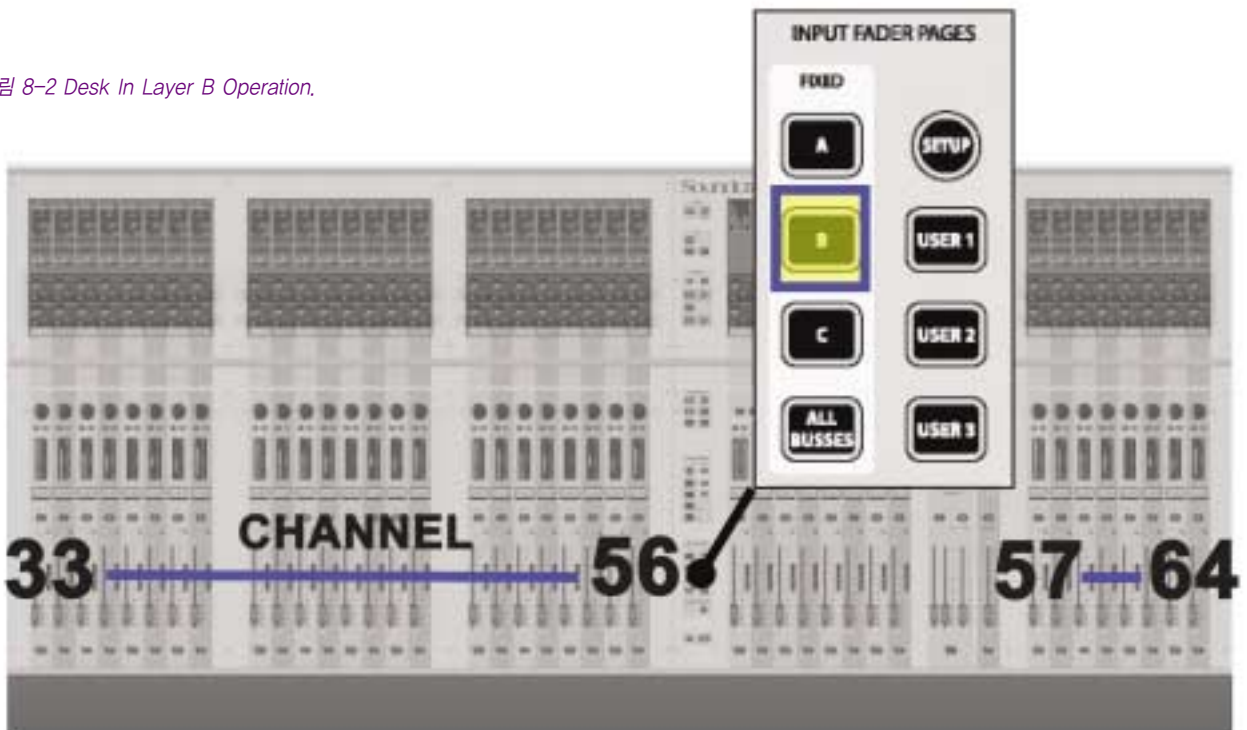 림 8-2 Desk In Layer B Operation.
INPUT FADER PAGES
FIXED
A
SETUP
B
USER 1
C
USER 2
ALL BUSSES
USER 3
CHANNEL
33
56
57
64